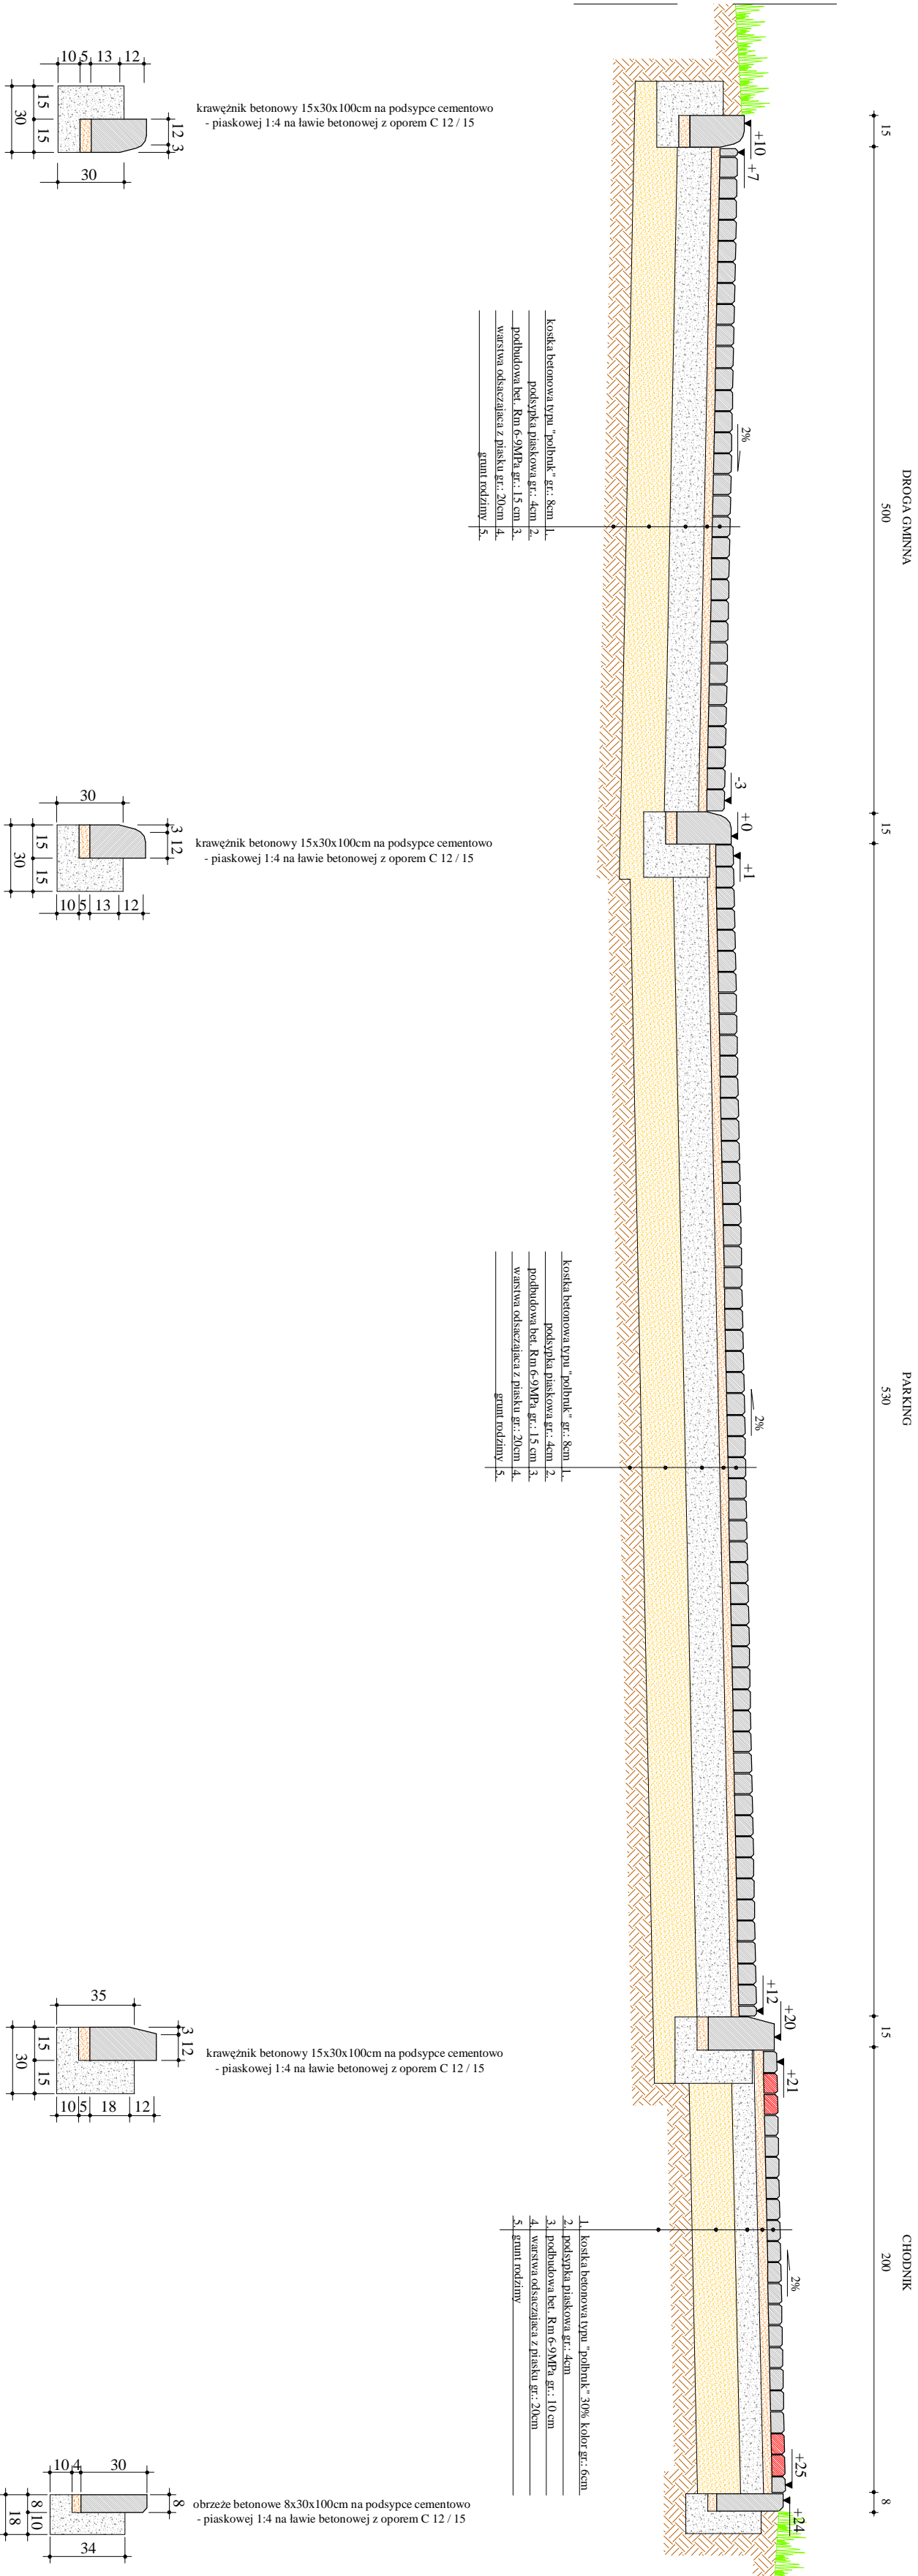 DROGA GMINNA
PARKING
CHODNIK
15
500
15
530
15
200
8
+10
+7
2%
-3
+0
+1
2%
+12
+20
+21
2%
+25
+24
kostka betonowa typu "polbruk" gr.: 8cm 1.
podsypka piaskowa gr.: 4cm 2.
podbudowa bet. Rm 6-9MPa gr.: 15 cm 3.
warstwa odsaczajaca z piasku gr.: 20cm 4.
grunt rodzimy 5.
kostka betonowa typu "polbruk" gr.: 8cm 1.
podsypka piaskowa gr.: 4cm 2.
podbudowa bet. Rm 6-9MPa gr.: 15 cm 3.
warstwa odsaczajaca z piasku gr.: 20cm 4.
grunt rodzimy 5.
1. kostka betonowa typu "polbruk" 30% kolor gr.: 6cm
2. podsypka piaskowa gr.: 4cm
3. podbudowa bet. Rm 6-9MPa gr.: 10 cm
4. warstwa odsaczajaca z piasku gr.: 20cm
5. grunt rodzimy
10 5 13 12
15 15
30
12 3
30
krawężnik betonowy 15x30x100cm na podsypce cementowo
- piaskowej 1:4 na ławie betonowej z oporem C 12 / 15
30
3 12
15 15
30
10 5 13 12
krawężnik betonowy 15x30x100cm na podsypce cementowo
- piaskowej 1:4 na ławie betonowej z oporem C 12 / 15
35
3 12
15 15
30
10 5 18 12
krawężnik betonowy 15x30x100cm na podsypce cementowo
- piaskowej 1:4 na ławie betonowej z oporem C 12 / 15
10 4 30
8
8 10
18
34
obrzeże betonowe 8x30x100cm na podsypce cementowo
- piaskowej 1:4 na ławie betonowej z oporem C 12 / 15